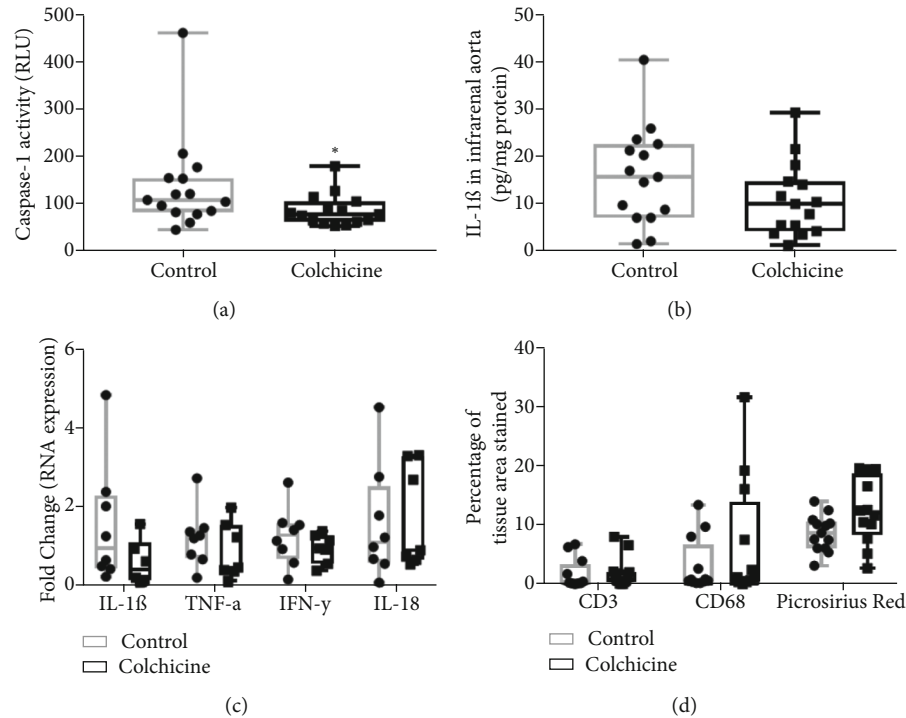 Caspase-1 activity (RLU)
500
400
300
200
100
0
*
Control
Colchicine
(a)
IL-1ß in infrarenal aorta
(pg/mg protein)
50
40
30
20
10
0
Control
Colchicine
(b)
Fold Change (RNA expression)
6
4
2
0
IL-1ß
TNF-a
IFN-y
IL-18
Control
Colchicine
(c)
Percentage of
tissue area stained
40
30
20
10
0
CD3
CD68
Picrosirius Red
Control
Colchicine
(d)